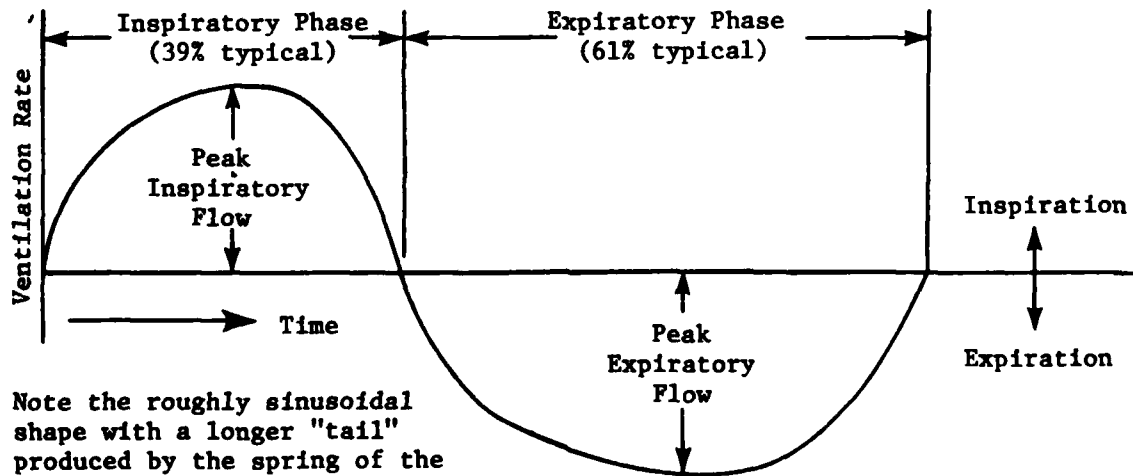 Inspiratory Phase
(39% typical)
Expiratory Phase
(61% typical)
Ventilation Rate
Peak
Inspiratory
Flow
Inspiration
Time
Peak
Expiratory
Flow
Expiration
Note the roughly sinusoidal
shape with a longer "tail"
produced by the spring of the